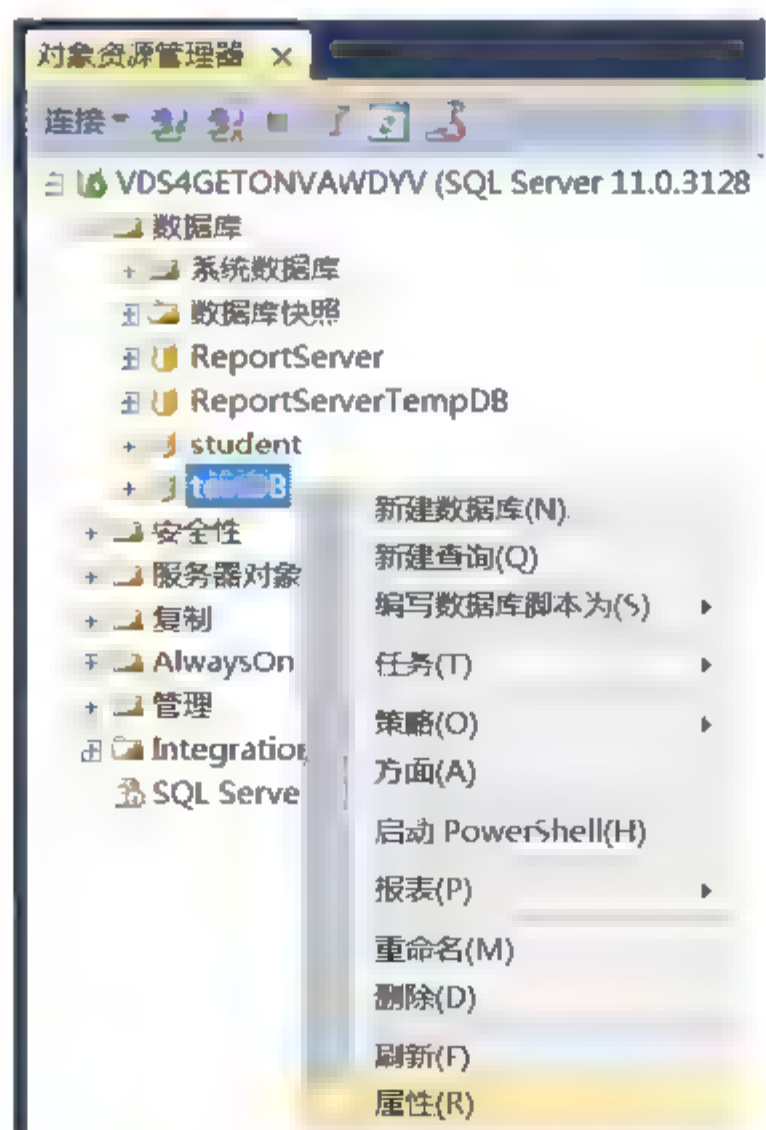 对象资源管理器 ×
连接
VDS4GETONVAWDYV (SQL Server 11.0.3128
数据库
系统数据库
数据库快照
ReportServer
ReportServerTempDB
student
安全性
服务器对象
复制
AlwaysOn
管理
Integration
SQL Serve
新建数据库(N)
新建查询(Q)
编写数据库脚本为(S)
任务(T)
策略(O)
方面(A)
启动 PowerShell(H)
报表(P)
重命名(M)
删除(D)
刷新(F)
属性(R)